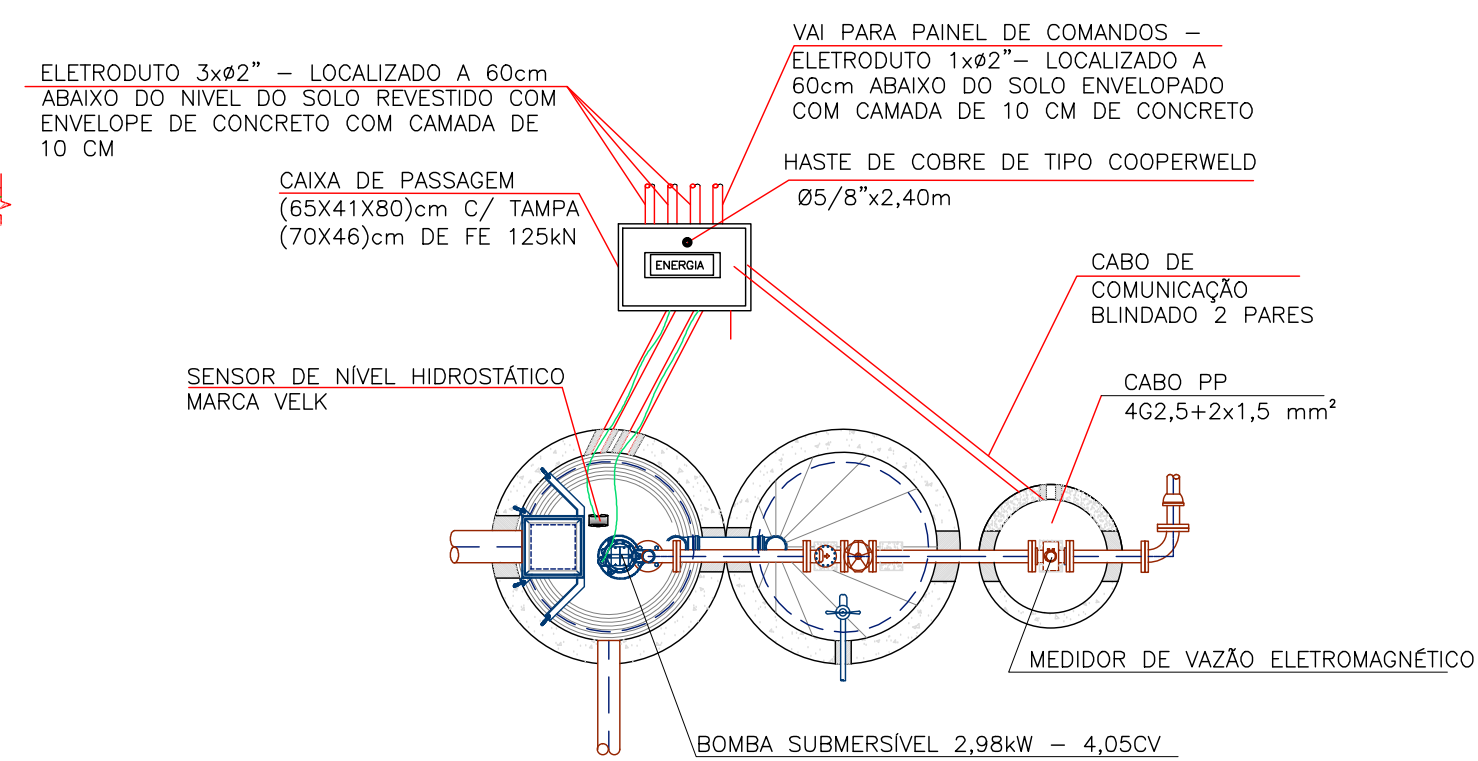 VAI PARA PAINEL DE COMANDOS –
ELETRODUTO 1xø2”– LOCALIZADO A
60cm ABAIXO DO SOLO ENVELOPADO
COM CAMADA DE 10 CM DE CONCRETO
ELETRODUTO 3xø2” – LOCALIZADO A 60cm
ABAIXO DO NIVEL DO SOLO REVESTIDO COM
ENVELOPE DE CONCRETO COM CAMADA DE
10 CM
HASTE DE COBRE DE TIPO COOPERWELD
Ø5/8”x2,40m
CAIXA DE PASSAGEM
(65X41X80)cm C/ TAMPA
(70X46)cm DE FE 125kN
ENERGIA
CABO DE
COMUNICAÇÃO
BLINDADO 2 PARES
SENSOR DE NÍVEL HIDROSTÁTICO
MARCA VELK
CABO PP
4G2,5+2x1,5 mm²
MEDIDOR DE VAZÃO ELETROMAGNÉTICO
BOMBA SUBMERSÍVEL 2,98kW – 4,05CV